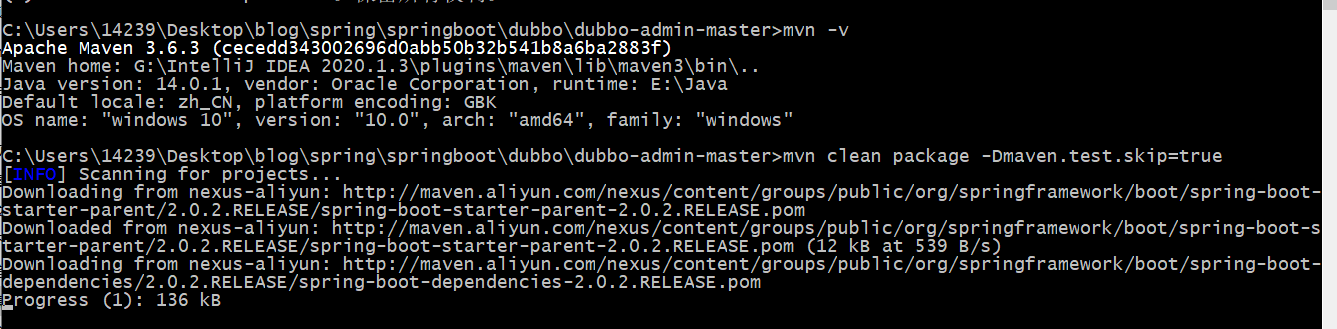 C:\Users\14239\Desktop\blog\spring\springboot\dubbo\dubbo-admin-master>mvn -v
Apache Maven 3.6.3 (cecedd343002696d0abb50b32b541b8a6ba2883f)
Maven home: G:\IntelliJ IDEA 2020.1.3\plugins\maven\lib\maven3\bin\..
Java version: 14.0.1, vendor: Oracle Corporation, runtime: E:\Java
Default locale: zh_CN, platform encoding: GBK
OS name: "windows 10", version: "10.0", arch: "amd64", family: "windows"
C:\Users\14239\Desktop\blog\spring\springboot\dubbo\dubbo-admin-master>mvn clean package -Dmaven.test.skip=true
[INFO] Scanning for projects...
Downloading from nexus-aliyun: http://maven.aliyun.com/nexus/content/groups/public/org/springframework/boot/spring-boot-
starter-parent/2.0.2.RELEASE/spring-boot-starter-parent-2.0.2.RELEASE.pom
Downloaded from nexus-aliyun: http://maven.aliyun.com/nexus/content/groups/public/org/springframework/boot/spring-boot-s
tarter-parent/2.0.2.RELEASE/spring-boot-starter-parent-2.0.2.RELEASE.pom (12 kB at 539 B/s)
Downloading from nexus-aliyun: http://maven.aliyun.com/nexus/content/groups/public/org/springframework/boot/spring-boot-
dependencies/2.0.2.RELEASE/spring-boot-dependencies-2.0.2.RELEASE.pom
Progress (1): 136 kB